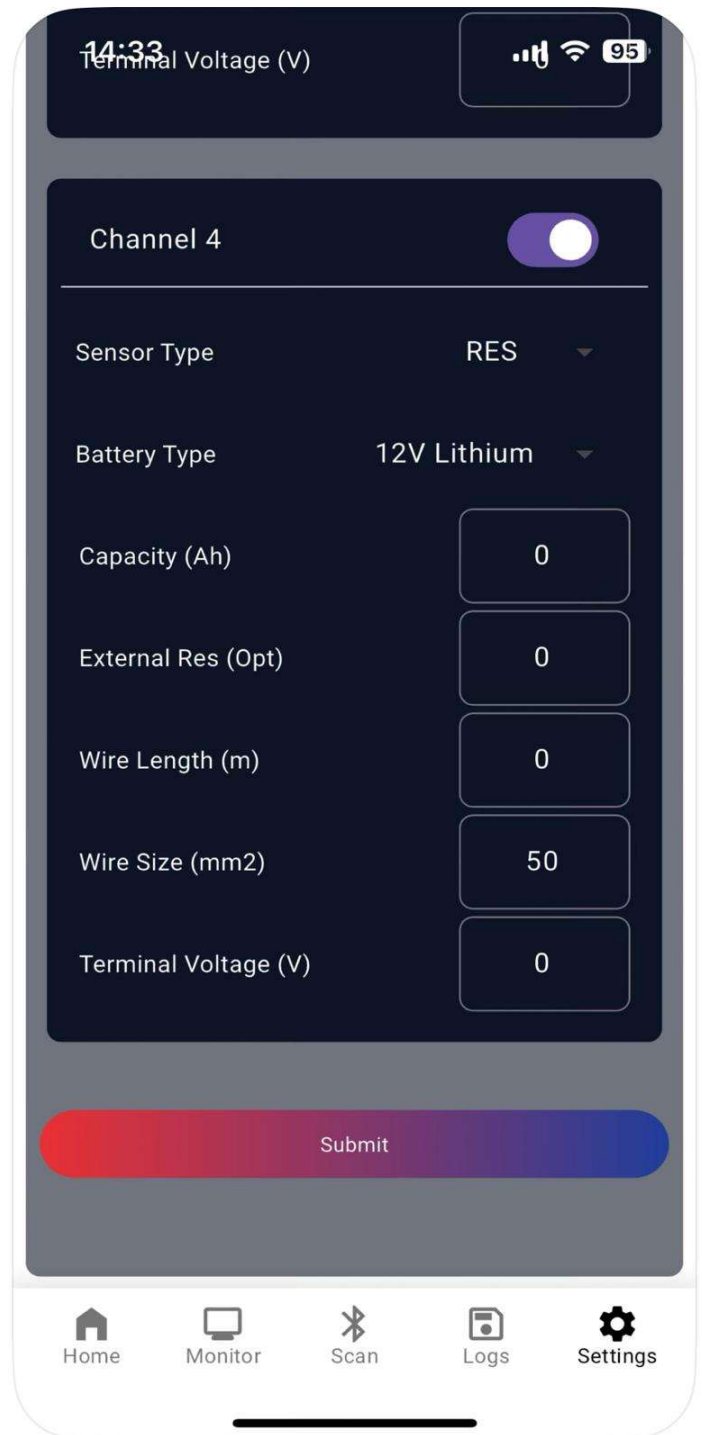 14:33
95
Terminal Voltage (V)
Channel 4
Sensor Type RES
Battery Type 12V Lithium
Capacity (Ah) 0
External Res (Opt) 0
Wire Length (m) 0
Wire Size (mm2) 50
Terminal Voltage (V) 0
Submit
Home Monitor Scan Logs Settings